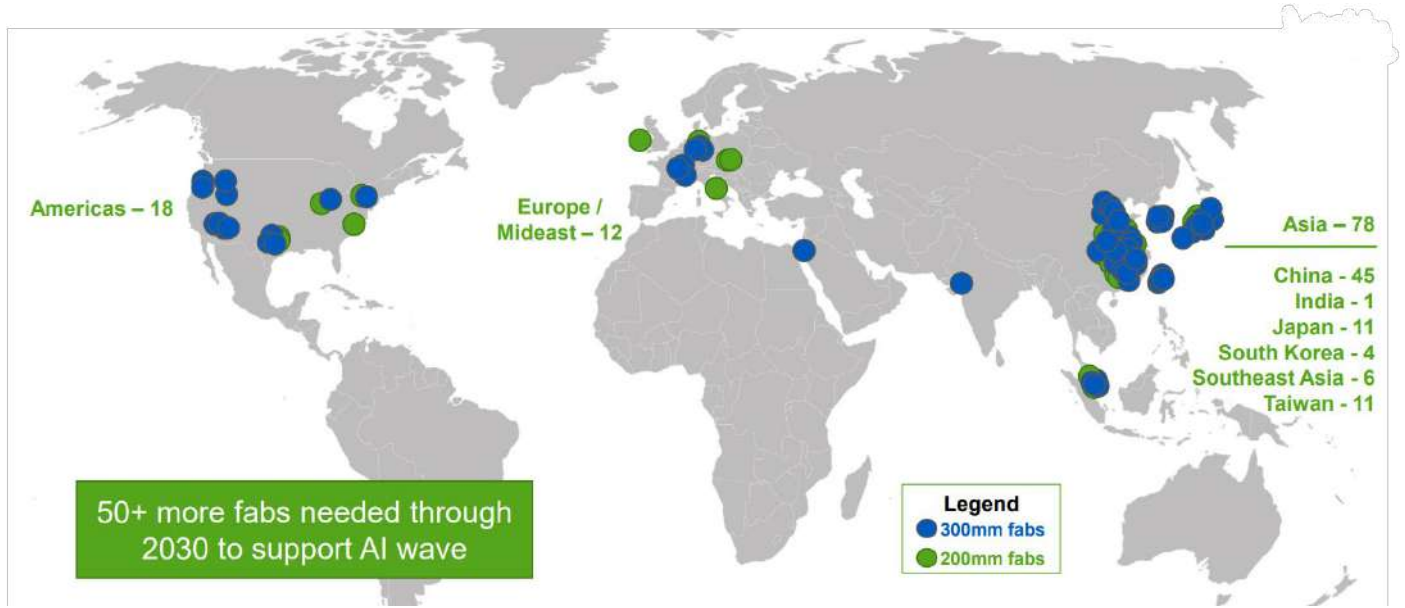 Americas – 18
Europe /
Mideast – 12
Asia – 78
China - 45
India - 1
Japan - 11
South Korea - 4
Southeast Asia - 6
Taiwan - 11
50+ more fabs needed through
2030 to support AI wave
Legend
300mm fabs
200mm fabs